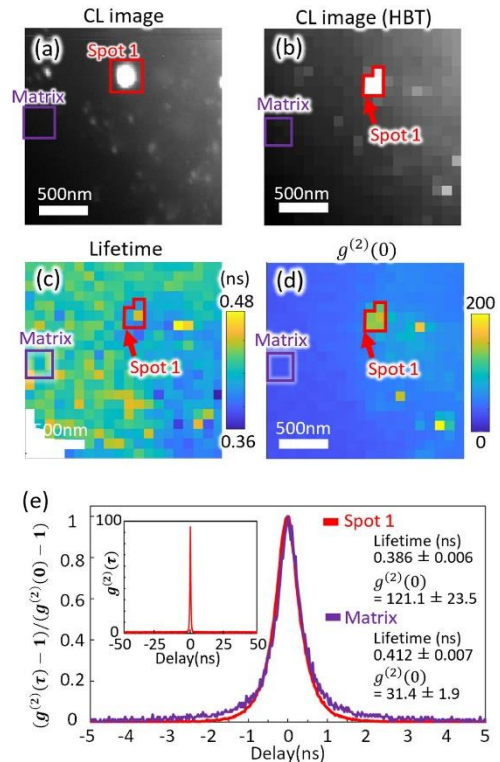 CL image
(a)
Spot 1
Matrix
500nm
CL image (HBT)
(b)
Matrix
Spot 1
500nm
Lifetime
(c)
(ns)
0.48
Matrix
Spot 1
500nm
0.36
g⁽²⁾(0)
(d)
200
Matrix
Spot 1
500nm
0
(e)
(g⁽²⁾(τ) − 1)/(g⁽²⁾(0) − 1)
1
0.8
0.6
0.4
0.2
0
100
g⁽²⁾(τ)
0
-50 0 50
Delay(ns)
Spot 1
Lifetime (ns)
0.386 ± 0.006
g⁽²⁾(0)
= 121.1 ± 23.5
Matrix
Lifetime (ns)
0.412 ± 0.007
g⁽²⁾(0)
= 31.4 ± 1.9
-5 -4 -3 -2 -1 0 1 2 3 4 5
Delay(ns)